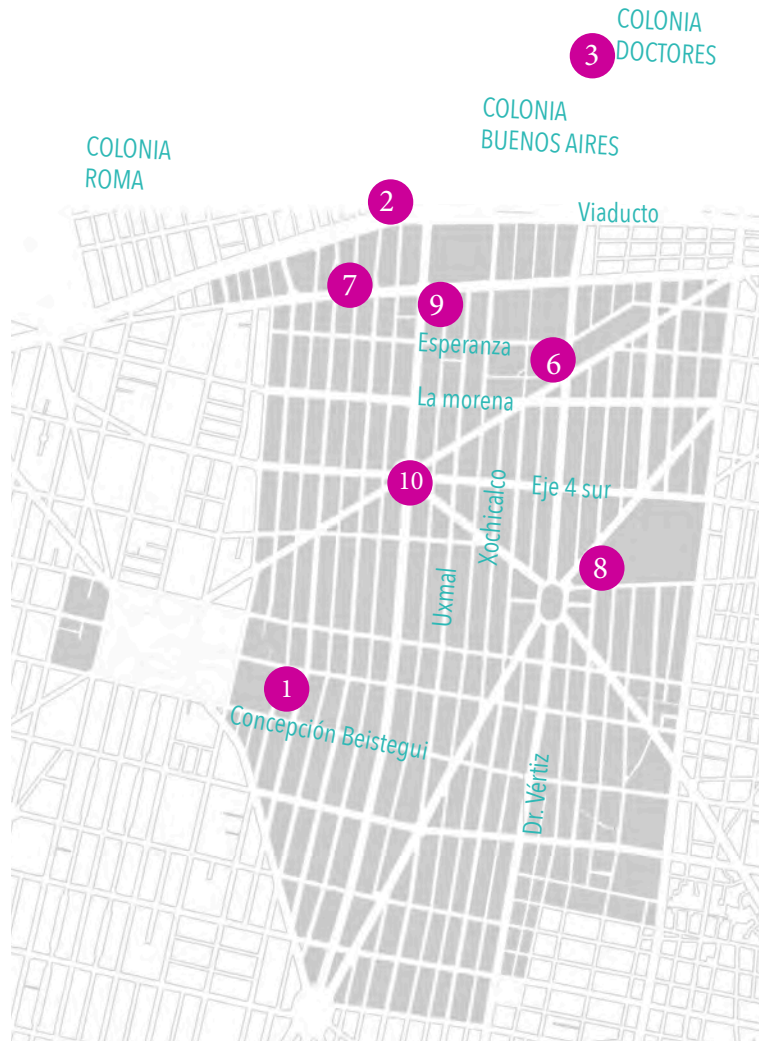 COLONIA
DOCTORES
3
COLONIA
BUENOS AIRES
COLONIA
ROMA
2
Viaducto
7
9
Esperanza
6
La morena
10
Eje 4 sur
Xochicalco
8
Uxmal
1
Concepción Beistegui
Dr. Vértiz